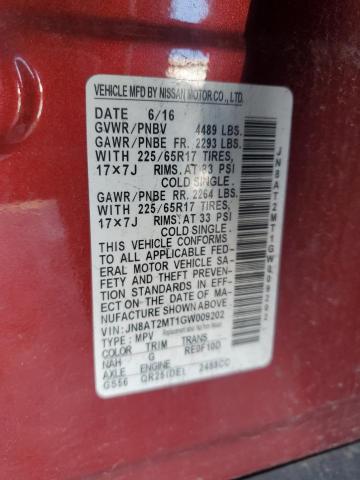 VEHICLE MFD BY NISSAN MOTOR CO., LTD.
DATE 6/16
GVWR/PNBV 4489 LBS.
GAWR/PNBE FR. 2293 LBS.
WITH 225/65R17 TIRES,
17×7J RIMS, AT 33 PSI
COLD SINGLE.
GAWR/PNBE RR. 2264 LBS.
WITH 225/65R17 TIRES,
17×7J RIMS, AT 33 PSI
COLD SINGLE.
THIS VEHICLE CONFORMS
TO ALL APPLICABLE FED-
ERAL MOTOR VEHICLE SA-
FETY AND THEFT PREVEN-
TION STANDARDS IN EFF-
ECT ON THE DATE OF MA-
NUFACTURE SHOWN ABOVE.
VIN: JN8AT2MT1GW009202
TYPE: MPV
COLOR TRIM TRANS
NAH G RE0F10D
AXLE ENGINE
GS56 QR25(DE) 2488CC
JN8AT2MT1GW009202